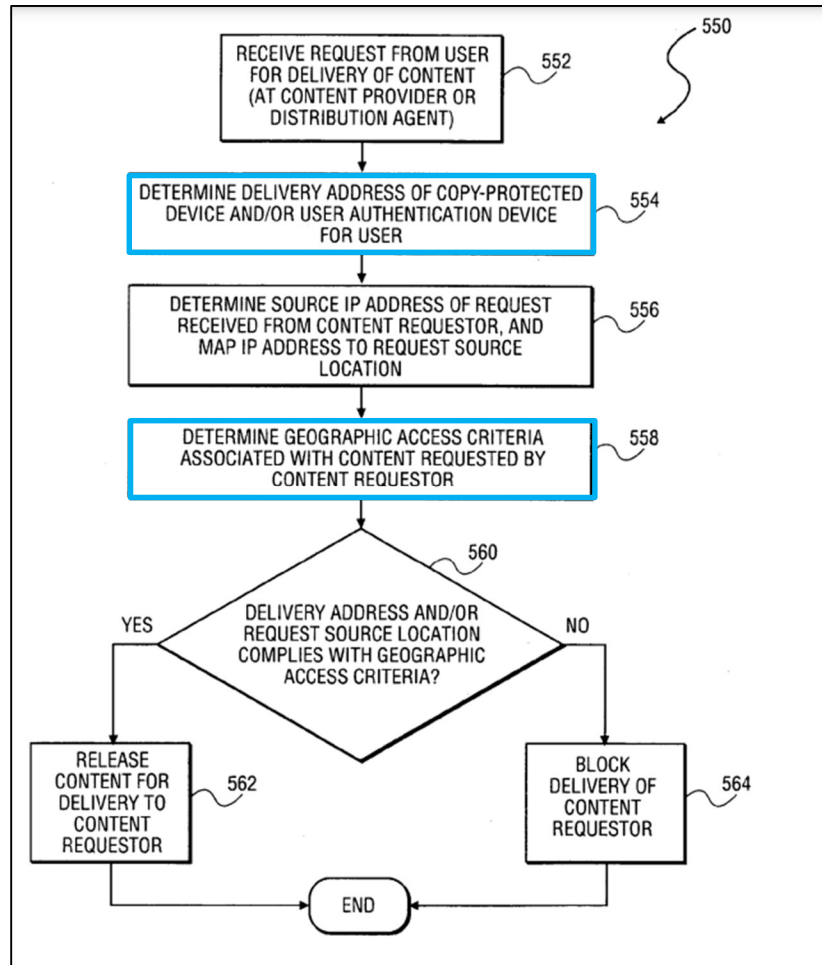 550
RECEIVE REQUEST FROM USER
FOR DELIVERY OF CONTENT
(AT CONTENT PROVIDER OR
DISTRIBUTION AGENT)
552
DETERMINE DELIVERY ADDRESS OF COPY-PROTECTED
DEVICE AND/OR USER AUTHENTICATION DEVICE
FOR USER
554
DETERMINE SOURCE IP ADDRESS OF REQUEST
RECEIVED FROM CONTENT REQUESTOR, AND
MAP IP ADDRESS TO REQUEST SOURCE
LOCATION
556
DETERMINE GEOGRAPHIC ACCESS CRITERIA
ASSOCIATED WITH CONTENT REQUESTED BY
CONTENT REQUESTOR
558
560
YES
DELIVERY ADDRESS AND/OR
REQUEST SOURCE LOCATION
COMPLIES WITH GEOGRAPHIC
ACCESS CRITERIA?
NO
RELEASE
CONTENT FOR
DELIVERY TO
CONTENT
REQUESTOR
562
BLOCK
DELIVERY OF
CONTENT
REQUESTOR
564
END